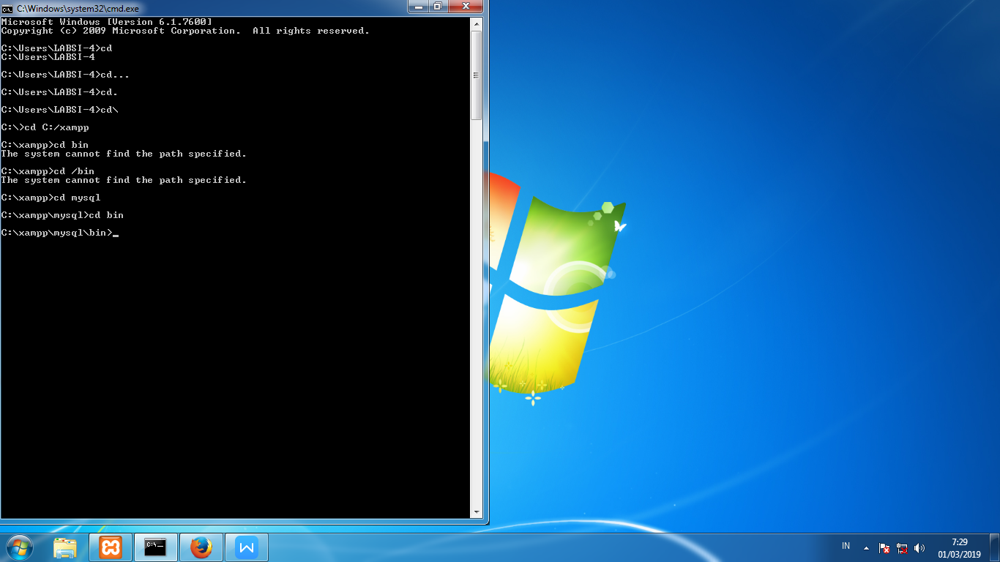 C:\Windows\system32\cmd.exe
Microsoft Windows [Version 6.1.7600]
Copyright (c) 2009 Microsoft Corporation.  All rights reserved.
C:\Users\LABSI-4>cd
C:\Users\LABSI-4
C:\Users\LABSI-4>cd...
C:\Users\LABSI-4>cd.
C:\Users\LABSI-4>cd\
C:\>cd C:/xampp
C:\xampp>cd bin
The system cannot find the path specified.
C:\xampp>cd /bin
The system cannot find the path specified.
C:\xampp>cd mysql
C:\xampp\mysql>cd bin
C:\xampp\mysql\bin>_
IN
7:29
01/03/2019